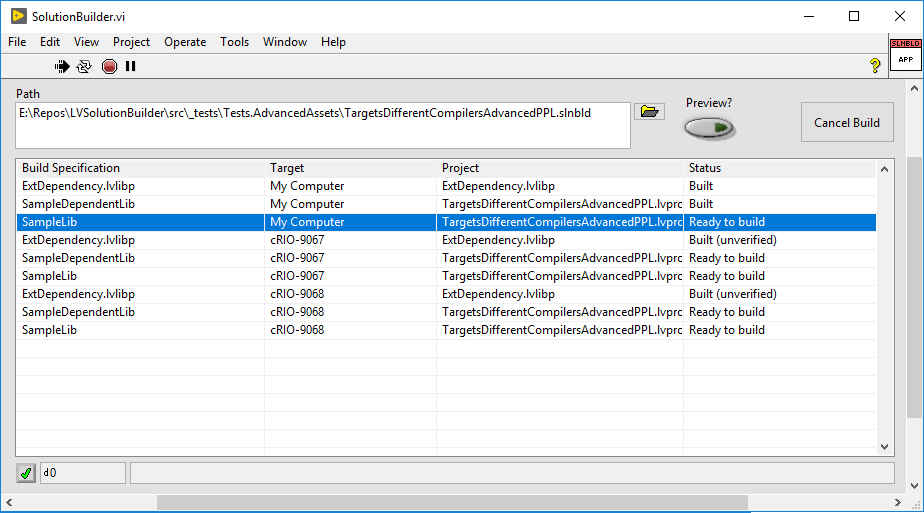 SolutionBuilder.vi
File Edit View Project Operate Tools Window Help
?
SLNBLD
APP
Path
Preview?
E:\Repos\LVSolutionBuilder\src\_tests\Tests.AdvancedAssets\TargetsDifferentCompilersAdvancedPPL.slnbld
Cancel Build
Build Specification Target Project Status
ExtDependency.lvlibp My Computer ExtDependency.lvlibp Built
SampleDependentLib My Computer TargetsDifferentCompilersAdvancedPPL.lvprc Built
SampleLib My Computer TargetsDifferentCompilersAdvancedPPL.lvprc Ready to build
ExtDependency.lvlibp cRIO-9067 ExtDependency.lvlibp Built (unverified)
SampleDependentLib cRIO-9067 TargetsDifferentCompilersAdvancedPPL.lvprc Ready to build
SampleLib cRIO-9067 TargetsDifferentCompilersAdvancedPPL.lvprc Ready to build
ExtDependency.lvlibp cRIO-9068 ExtDependency.lvlibp Built (unverified)
SampleDependentLib cRIO-9068 TargetsDifferentCompilersAdvancedPPL.lvprc Ready to build
SampleLib cRIO-9068 TargetsDifferentCompilersAdvancedPPL.lvprc Ready to build
d0